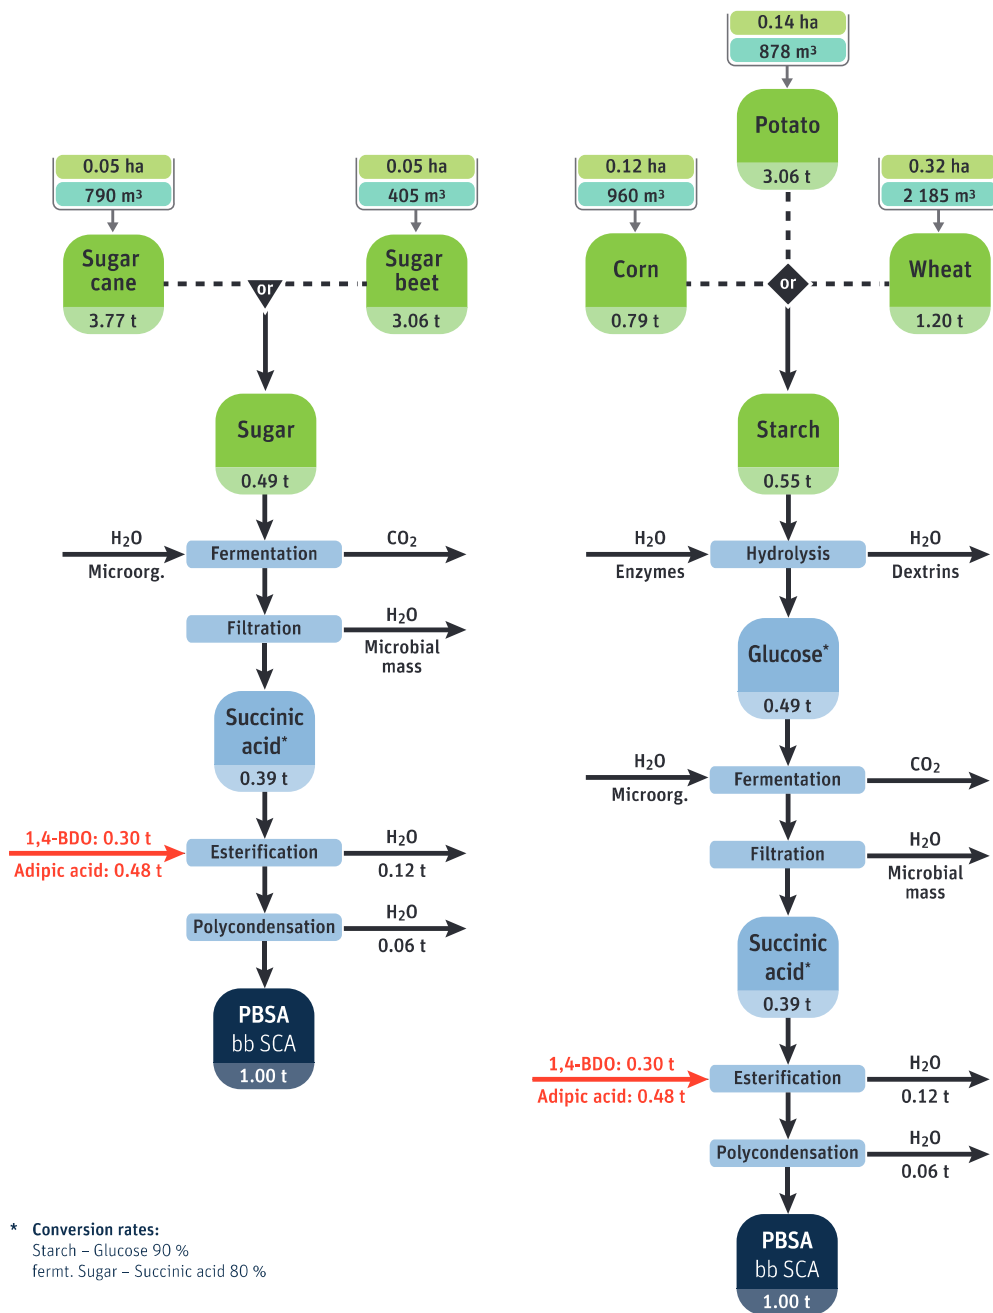 0.14 ha
878 m³
Potato
3.06 t
0.05 ha
790 m³
Sugar
cane
3.77 t
0.05 ha
405 m³
Sugar
beet
3.06 t
or
0.12 ha
960 m³
Corn
0.79 t
or
0.32 ha
2 185 m³
Wheat
1.20 t
Sugar
0.49 t
H₂O
Microorg.
Fermentation
CO₂
Filtration
H₂O
Microbial
mass
Succinic
acid*
0.39 t
1,4-BDO: 0.30 t
Adipic acid: 0.48 t
Esterification
H₂O
0.12 t
Polycondensation
H₂O
0.06 t
PBSA
bb SCA
1.00 t
Starch
0.55 t
H₂O
Enzymes
Hydrolysis
H₂O
Dextrins
Glucose*
0.49 t
H₂O
Microorg.
Fermentation
CO₂
Filtration
H₂O
Microbial
mass
Succinic
acid*
0.39 t
1,4-BDO: 0.30 t
Adipic acid: 0.48 t
Esterification
H₂O
0.12 t
Polycondensation
H₂O
0.06 t
PBSA
bb SCA
1.00 t
* Conversion rates:
Starch – Glucose 90 %
fermt. Sugar – Succinic acid 80 %